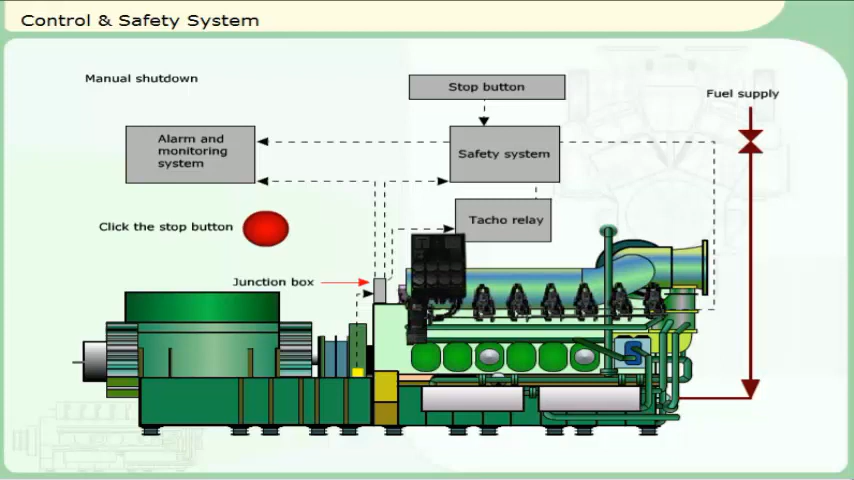 Control & Safety System
Manual shutdown
Stop button
Fuel supply
Alarm and
monitoring
system
Safety system
Tacho relay
Click the stop button
Junction box